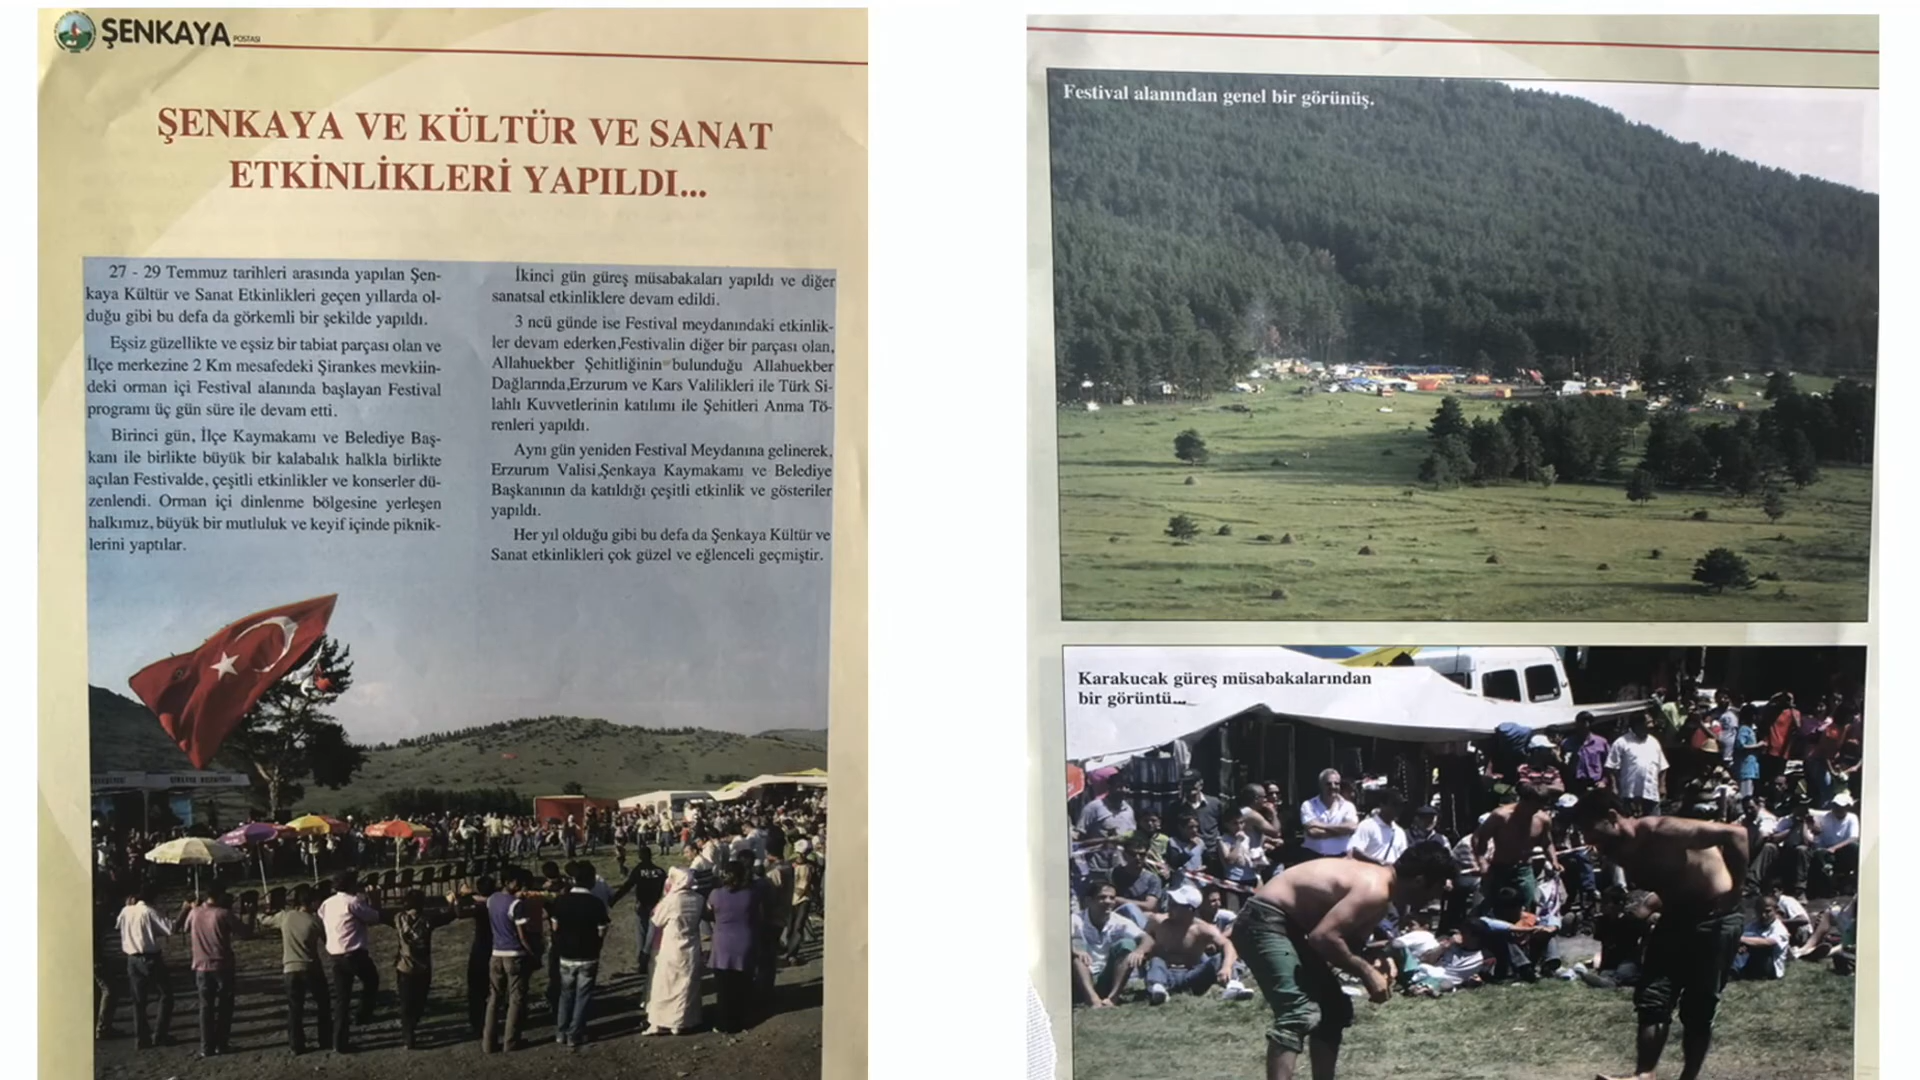 ŞENKAYA POSTASI
ŞENKAYA VE KÜLTÜR VE SANAT
ETKİNLİKLERİ YAPILDI...
27 - 29 Temmuz tarihleri arasında yapılan Şen-
kaya Kültür ve Sanat Etkinlikleri geçen yıllarda ol-
duğu gibi bu defa da görkemli bir şekilde yapıldı.
Eşsiz güzellikte ve eşsiz bir tabiat parçası olan ve
İlçe merkezine 2 Km mesafedeki Şirankes mevkiin-
deki orman içi Festival alanında başlayan Festival
programı üç gün süre ile devam etti.
Birinci gün, İlçe Kaymakamı ve Belediye Baş-
kanı ile birlikte büyük bir kalabalık halkla birlikte
açılan Festivalde, çeşitli etkinlikler ve konserler dü-
zenlendi. Orman içi dinlenme bölgesine yerleşen
halkımız, büyük bir mutluluk ve keyif içinde piknik-
lerini yaptılar.
İkinci gün güreş müsabakaları yapıldı ve diğer
sanatsal etkinliklere devam edildi.
3 ncü günde ise Festival meydanındaki etkinlik-
ler devam ederken,Festivalin diğer bir parçası olan,
Allahuekber Şehitliğinin bulunduğu Allahuekber
Dağlarında,Erzurum ve Kars Valilikleri ile Türk Si-
lahlı Kuvvetlerinin katılımı ile Şehitleri Anma Tö-
renleri yapıldı.
Aynı gün yeniden Festival Meydanına gelinerek,
Erzurum Valisi,Şenkaya Kaymakamı ve Belediye
Başkanının da katıldığı çeşitli etkinlik ve gösteriler
yapıldı.
Her yıl olduğu gibi bu defa da Şenkaya Kültür ve
Sanat etkinlikleri çok güzel ve eğlenceli geçmiştir.
Festival alanından genel bir görünüş.
Karakucak güreş müsabakalarından
bir görüntü...